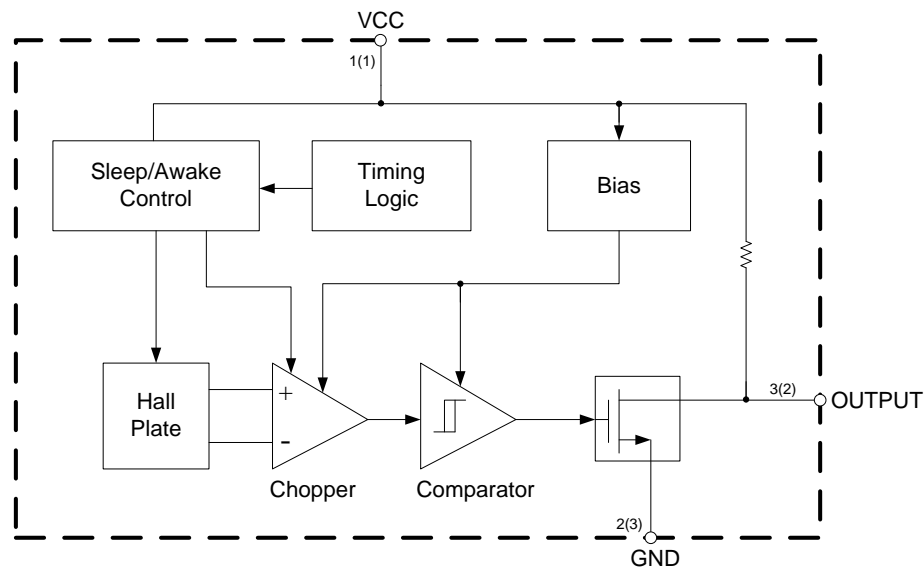 VCC
1(1)
Sleep/Awake
Control
Timing
Logic
Bias
Hall
Plate
+
-
Chopper
Comparator
3(2)
OUTPUT
2(3)
GND